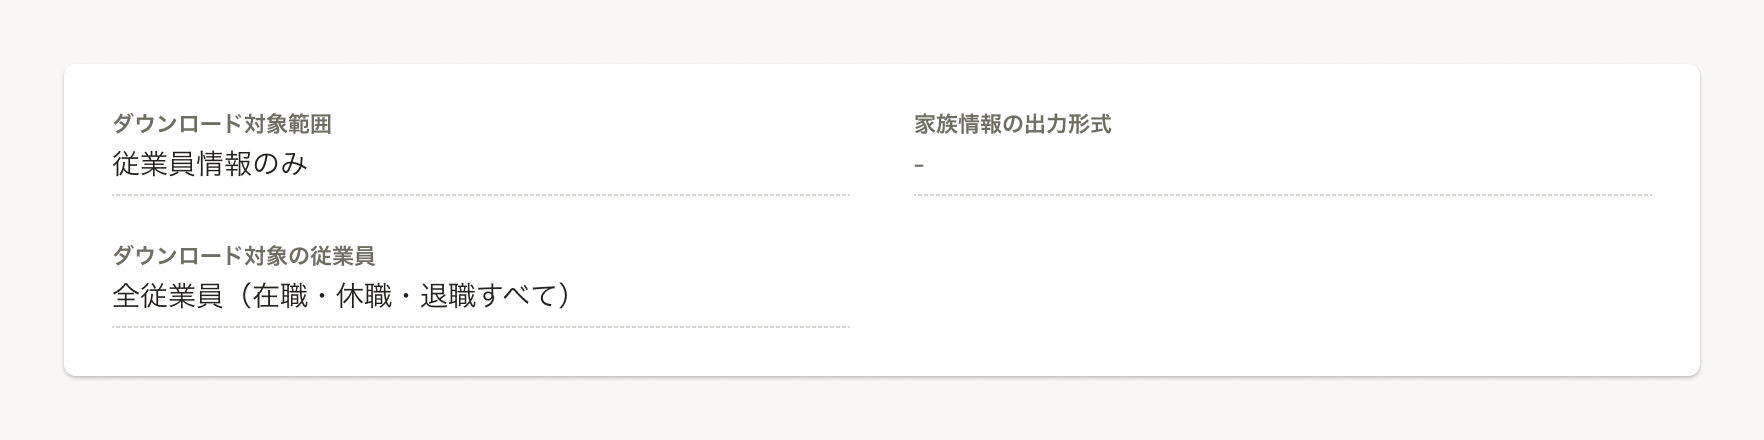 ダウンロード対象範囲
従業員情報のみ
家族情報の出力形式
-
ダウンロード対象の従業員
全従業員（在職・休職・退職すべて）